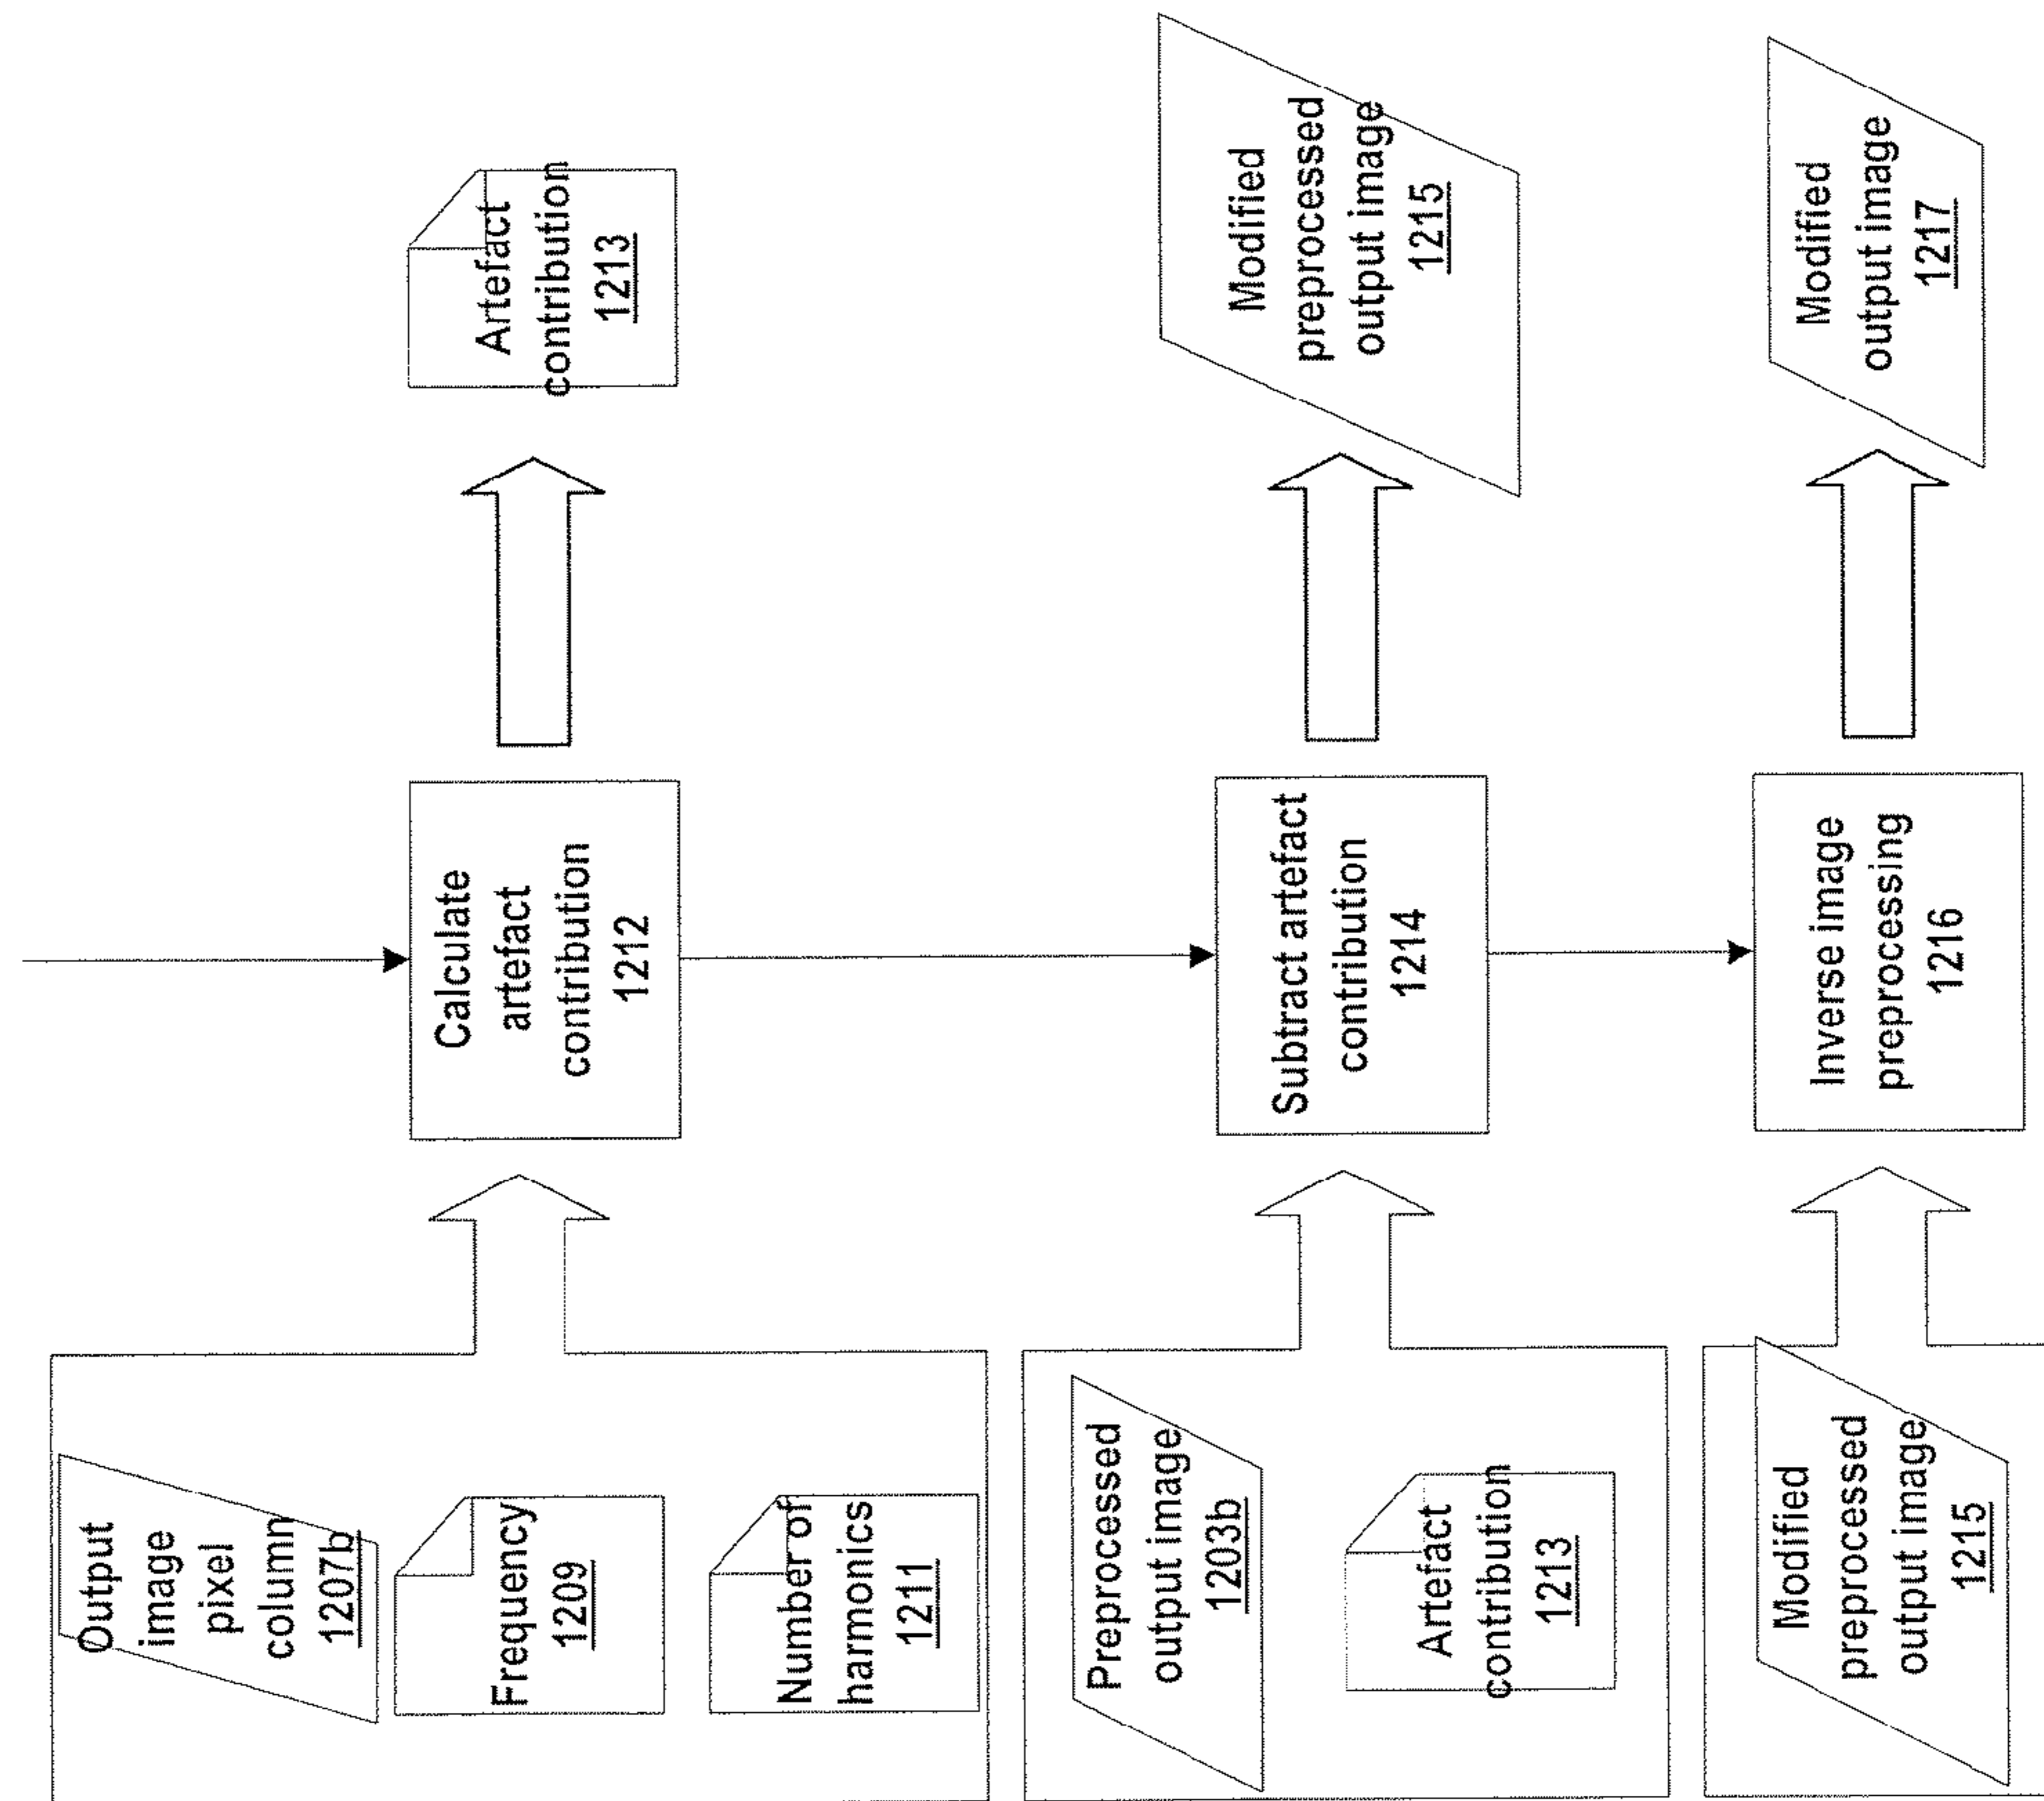 Output
image
pixel
column
1207b
Frequency
1209
Number of
harmonics
1211
Calculate
artefact
contribution
1212
Artefact
contribution
1213
Preprocessed
output image
1203b
Artefact
contribution
1213
Subtract artefact
contribution
1214
Modified
preprocessed
output image
1215
Modified
preprocessed
output image
1215
Inverse image
preprocessing
1216
Modified
output image
1217